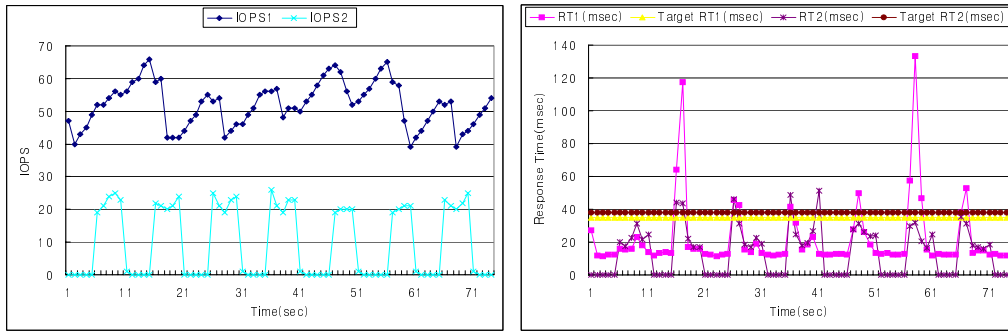 IOPS1 IOPS2
70
60
50
40
30
20
10
0
IOPS
1 11 21 31 41 51 61 71
Time(sec)
RT1(msec) Target RT1(msec) RT2(msec) Target RT2(msec)
140
120
100
80
60
40
20
0
Response Time(msec)
1 11 21 31 41 51 61 71
Time(sec)